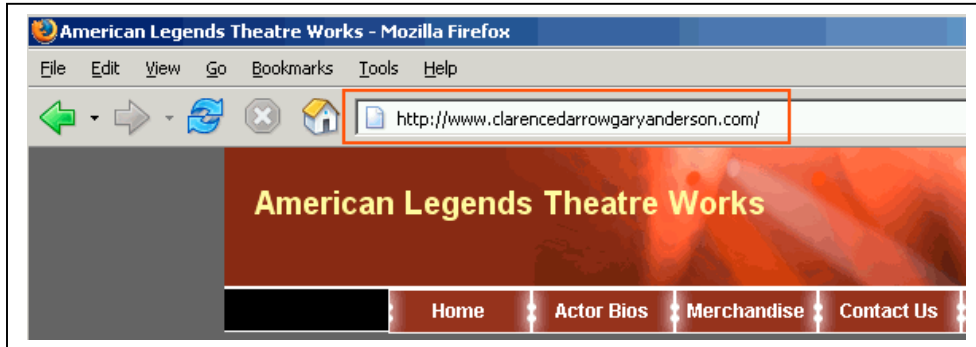 American Legends Theatre Works - Mozilla Firefox
File Edit View Go Bookmarks Tools Help
http://www.clarencedarrowgaryanderson.com/
American Legends Theatre Works
Home Actor Bios Merchandise Contact Us